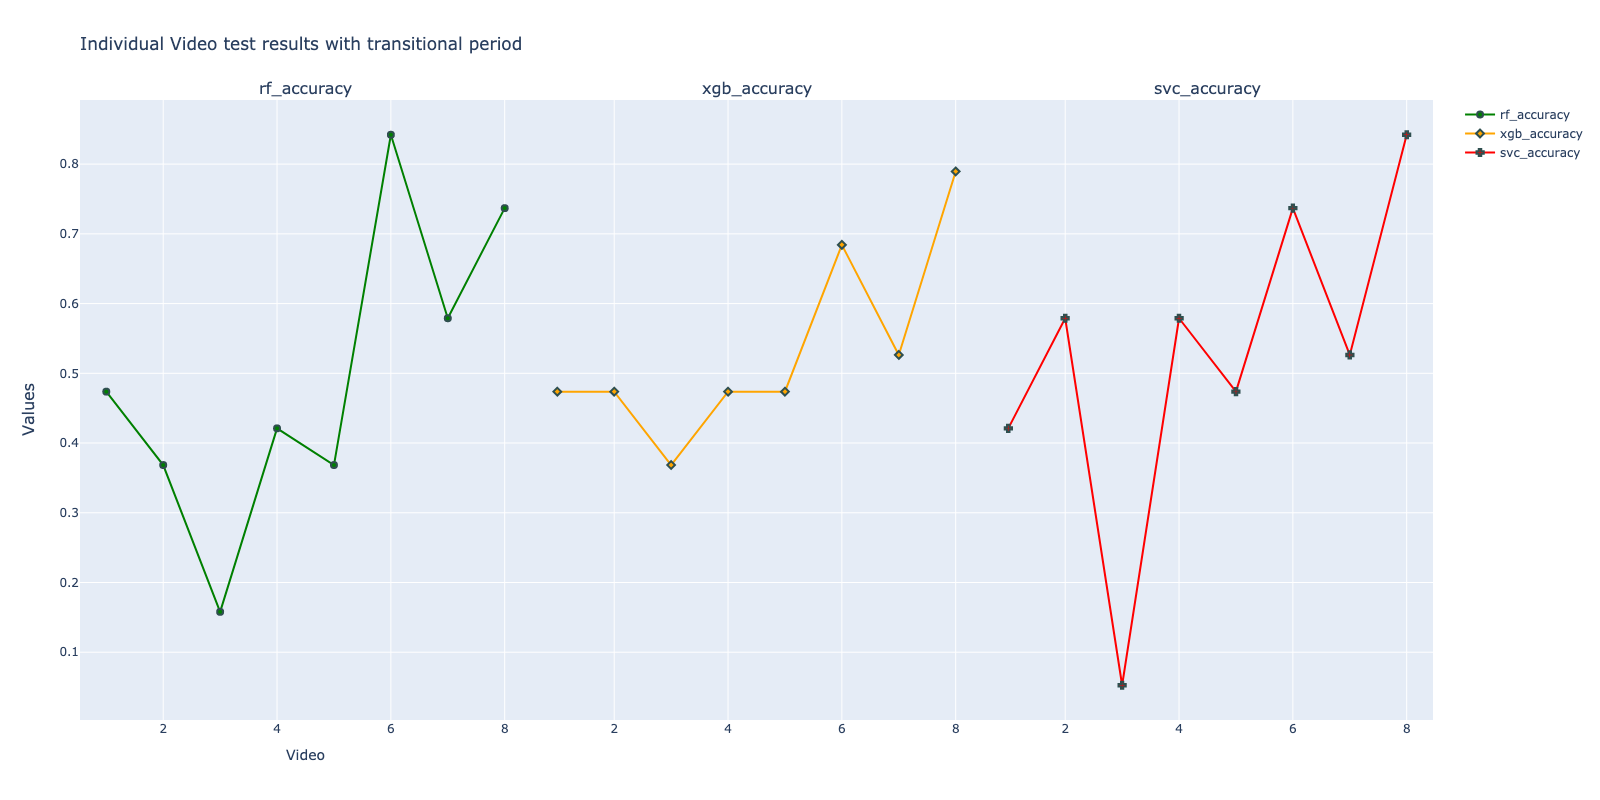 Individual Video test results with transitional period
rf_accuracy
xgb_accuracy
svc_accuracy
rf_accuracy
xgb_accuracy
svc_accuracy
Values
0.8
0.7
0.6
0.5
0.4
0.3
0.2
0.1
2 4 6 8
2 4 6 8
2 4 6 8
Video